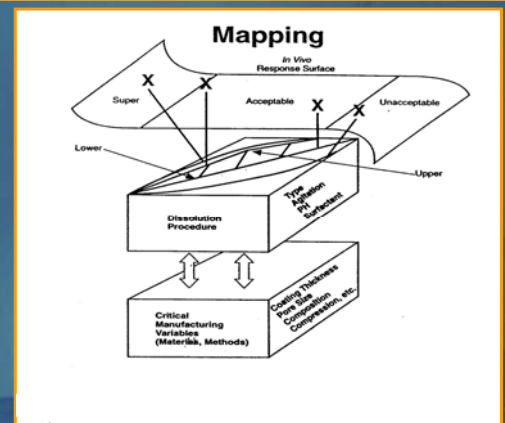 Mapping
In Vivo
Response Surface
X
X
X
X
Super
Acceptable
Unacceptable
Lower
Upper
Dissolution
Procedure
Type
Agitation
PH
Surfactant
Critical
Manufacturing
Variables
(Materials, Methods)
Coating Thickness
Pore Size
Composition
Compression, etc.